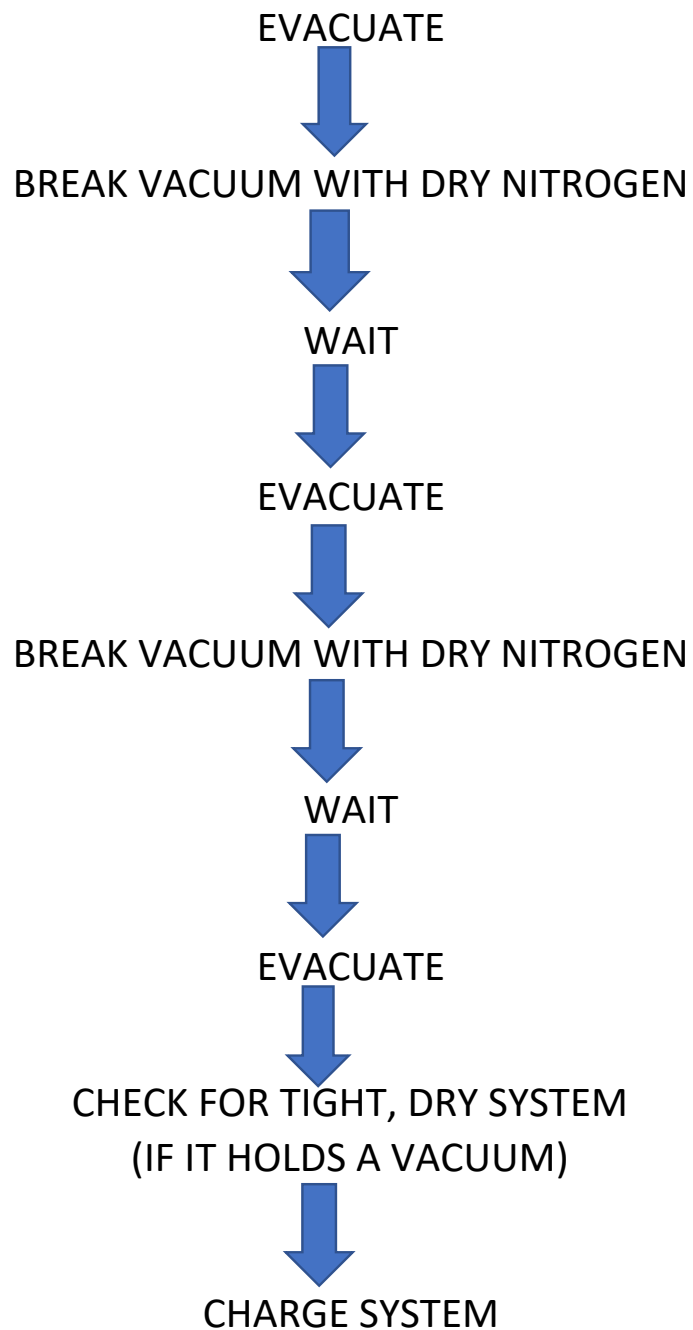 EVACUATE
BREAK VACUUM WITH DRY NITROGEN
WAIT
EVACUATE
BREAK VACUUM WITH DRY NITROGEN
WAIT
EVACUATE
CHECK FOR TIGHT, DRY SYSTEM
(IF IT HOLDS A VACUUM)
CHARGE SYSTEM